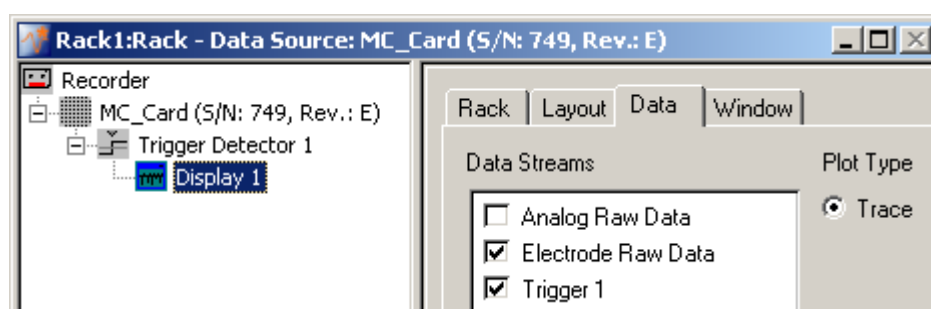 Rack1:Rack - Data Source: MC_Card (S/N: 749, Rev.: E)
Recorder
MC_Card (S/N: 749, Rev.: E)
Trigger Detector 1
Display 1
Rack Layout Data Window
Data Streams
Analog Raw Data
Electrode Raw Data
Trigger 1
Plot Type
Trace